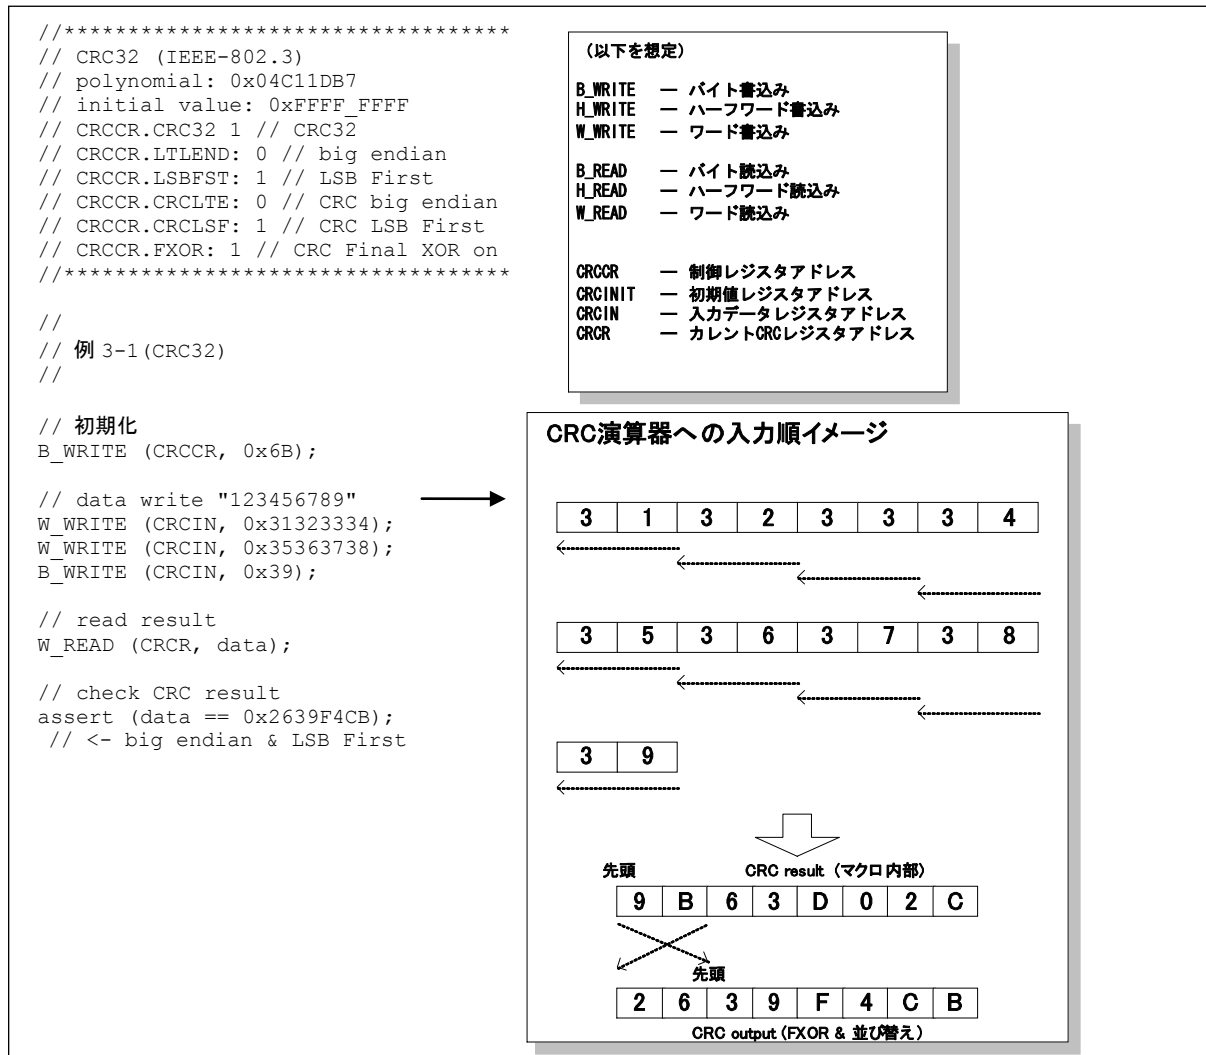 //***********************************
// CRC32 (IEEE-802.3)
// polynomial: 0x04C11DB7
// initial value: 0xFFFF_FFFF
// CRCCR.CRC32 1 // CRC32
// CRCCR.LTLEND: 0 // big endian
// CRCCR.LSBFST: 1 // LSB First
// CRCCR.CRCLTE: 0 // CRC big endian
// CRCCR.CRCLSF: 1 // CRC LSB First
// CRCCR.FXOR: 1 // CRC Final XOR on
//***********************************
//
// 例 3-1(CRC32)
//
// 初期化
B_WRITE (CRCCR, 0x6B);
// data write "123456789"
W_WRITE (CRCIN, 0x31323334);
W_WRITE (CRCIN, 0x35363738);
B_WRITE (CRCIN, 0x39);
// read result
W_READ (CRCR, data);
// check CRC result
assert (data == 0x2639F4CB);
// <- big endian & LSB First
(以下を想定)
B_WRITE — バイト書込み
H_WRITE — ハーフワード書込み
W_WRITE — ワード書込み
B_READ — バイト読込み
H_READ — ハーフワード読込み
W_READ — ワード読込み
CRCCR — 制御レジスタアドレス
CRCINIT — 初期値レジスタアドレス
CRCIN — 入力データレジスタアドレス
CRCR — カレントCRCレジスタアドレス
CRC演算器への入力順イメージ
3 1 3 2 3 3 3 4
3 5 3 6 3 7 3 8
3 9
先頭 CRC result (マクロ内部)
9 B 6 3 D 0 2 C
先頭
2 6 3 9 F 4 C B
CRC output (FXOR & 並び替え)